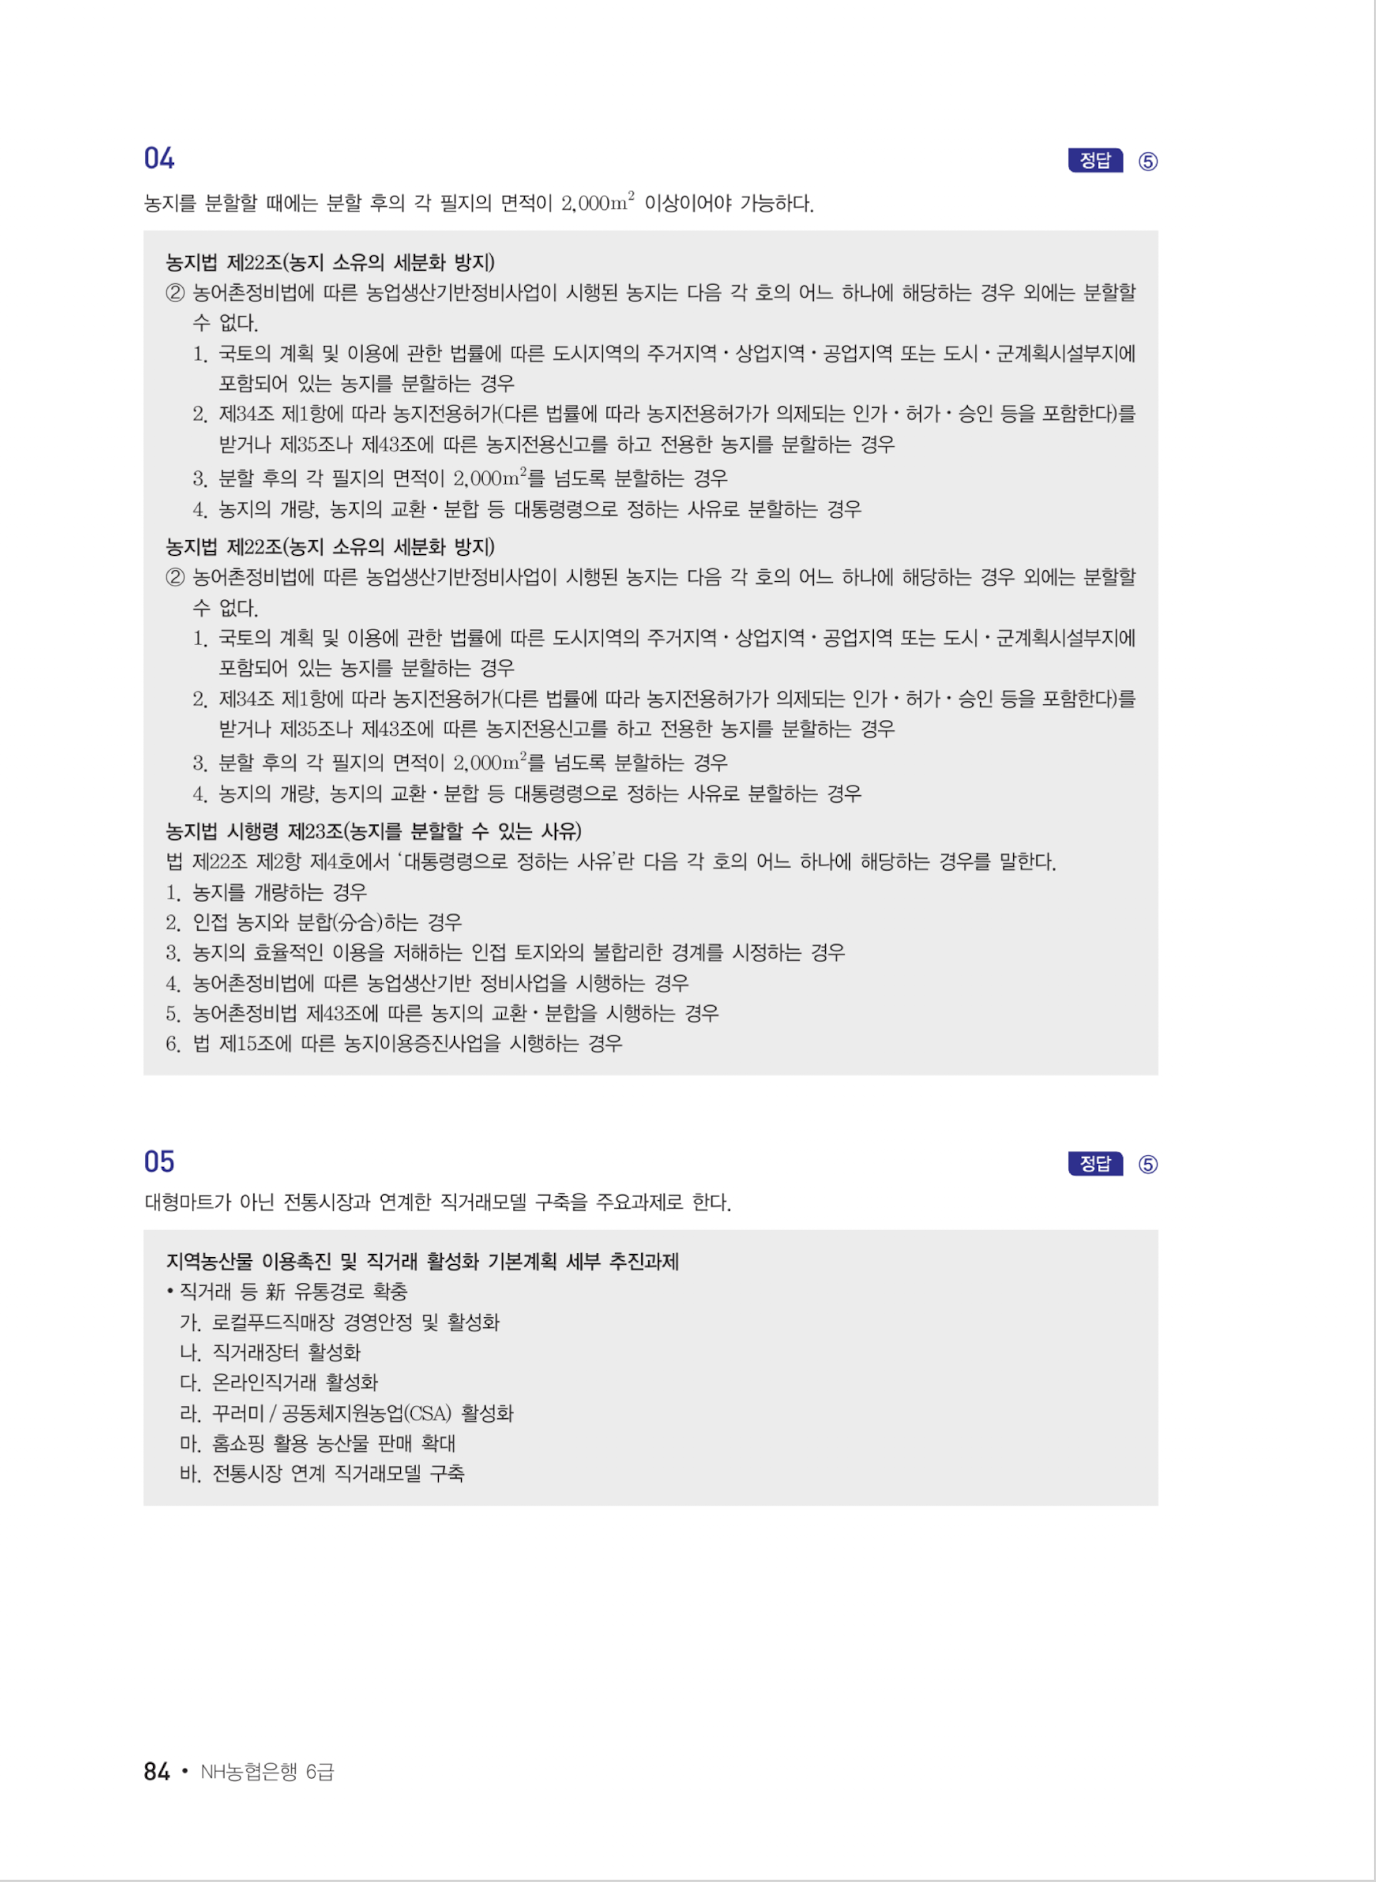 04
정답 ⑤
농지를 분할할 때에는 분할 후의 각 필지의 면적이 2,000m² 이상이어야 가능하다.
농지법 제22조(농지 소유의 세분화 방지)
② 농어촌정비법에 따른 농업생산기반정비사업이 시행된 농지는 다음 각 호의 어느 하나에 해당하는 경우 외에는 분할할
수 없다.
1. 국토의 계획 및 이용에 관한 법률에 따른 도시지역의 주거지역・상업지역・공업지역 또는 도시・군계획시설부지에
포함되어 있는 농지를 분할하는 경우
2. 제34조 제1항에 따라 농지전용허가(다른 법률에 따라 농지전용허가가 의제되는 인가・허가・승인 등을 포함한다)를
받거나 제35조나 제43조에 따른 농지전용신고를 하고 전용한 농지를 분할하는 경우
3. 분할 후의 각 필지의 면적이 2,000m²를 넘도록 분할하는 경우
4. 농지의 개량, 농지의 교환・분합 등 대통령령으로 정하는 사유로 분할하는 경우
농지법 제22조(농지 소유의 세분화 방지)
② 농어촌정비법에 따른 농업생산기반정비사업이 시행된 농지는 다음 각 호의 어느 하나에 해당하는 경우 외에는 분할할
수 없다.
1. 국토의 계획 및 이용에 관한 법률에 따른 도시지역의 주거지역・상업지역・공업지역 또는 도시・군계획시설부지에
포함되어 있는 농지를 분할하는 경우
2. 제34조 제1항에 따라 농지전용허가(다른 법률에 따라 농지전용허가가 의제되는 인가・허가・승인 등을 포함한다)를
받거나 제35조나 제43조에 따른 농지전용신고를 하고 전용한 농지를 분할하는 경우
3. 분할 후의 각 필지의 면적이 2,000m²를 넘도록 분할하는 경우
4. 농지의 개량, 농지의 교환・분합 등 대통령령으로 정하는 사유로 분할하는 경우
농지법 시행령 제23조(농지를 분할할 수 있는 사유)
법 제22조 제2항 제4호에서 ‘대통령령으로 정하는 사유’란 다음 각 호의 어느 하나에 해당하는 경우를 말한다.
1. 농지를 개량하는 경우
2. 인접 농지와 분합(分合)하는 경우
3. 농지의 효율적인 이용을 저해하는 인접 토지와의 불합리한 경계를 시정하는 경우
4. 농어촌정비법에 따른 농업생산기반 정비사업을 시행하는 경우
5. 농어촌정비법 제43조에 따른 농지의 교환・분합을 시행하는 경우
6. 법 제15조에 따른 농지이용증진사업을 시행하는 경우
05
정답 ⑤
대형마트가 아닌 전통시장과 연계한 직거래모델 구축을 주요과제로 한다.
지역농산물 이용촉진 및 직거래 활성화 기본계획 세부 추진과제
• 직거래 등 新 유통경로 확충
가. 로컬푸드직매장 경영안정 및 활성화
나. 직거래장터 활성화
다. 온라인직거래 활성화
라. 꾸러미 / 공동체지원농업(CSA) 활성화
마. 홈쇼핑 활용 농산물 판매 확대
바. 전통시장 연계 직거래모델 구축
84 • NH농협은행 6급